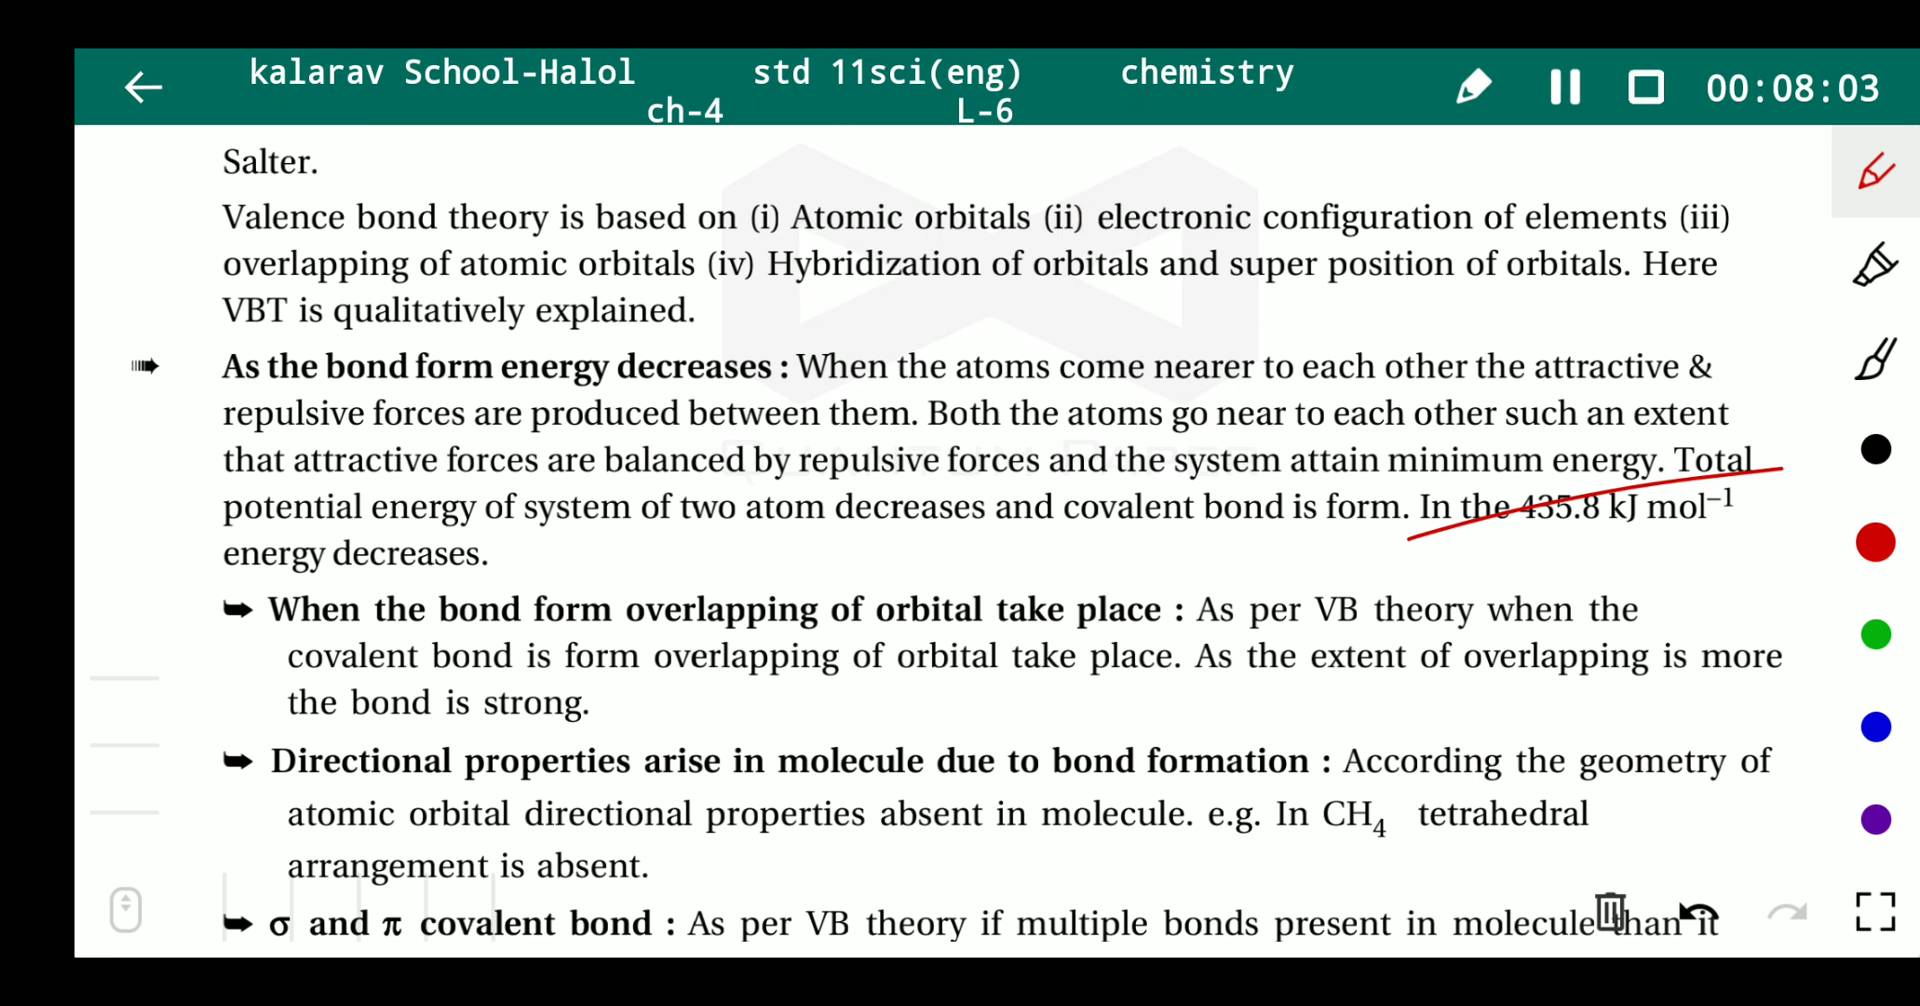 kalarav School-Halol std 11sci(eng) chemistry
ch-4 L-6
00:08:03
Salter.
Valence bond theory is based on (i) Atomic orbitals (ii) electronic configuration of elements (iii)
overlapping of atomic orbitals (iv) Hybridization of orbitals and super position of orbitals. Here
VBT is qualitatively explained.
As the bond form energy decreases : When the atoms come nearer to each other the attractive &
repulsive forces are produced between them. Both the atoms go near to each other such an extent
that attractive forces are balanced by repulsive forces and the system attain minimum energy. Total
potential energy of system of two atom decreases and covalent bond is form. In the 435.8 kJ mol⁻¹
energy decreases.
When the bond form overlapping of orbital take place : As per VB theory when the
covalent bond is form overlapping of orbital take place. As the extent of overlapping is more
the bond is strong.
Directional properties arise in molecule due to bond formation : According the geometry of
atomic orbital directional properties absent in molecule. e.g. In CH₄ tetrahedral
arrangement is absent.
σ and π covalent bond : As per VB theory if multiple bonds present in molecule than it